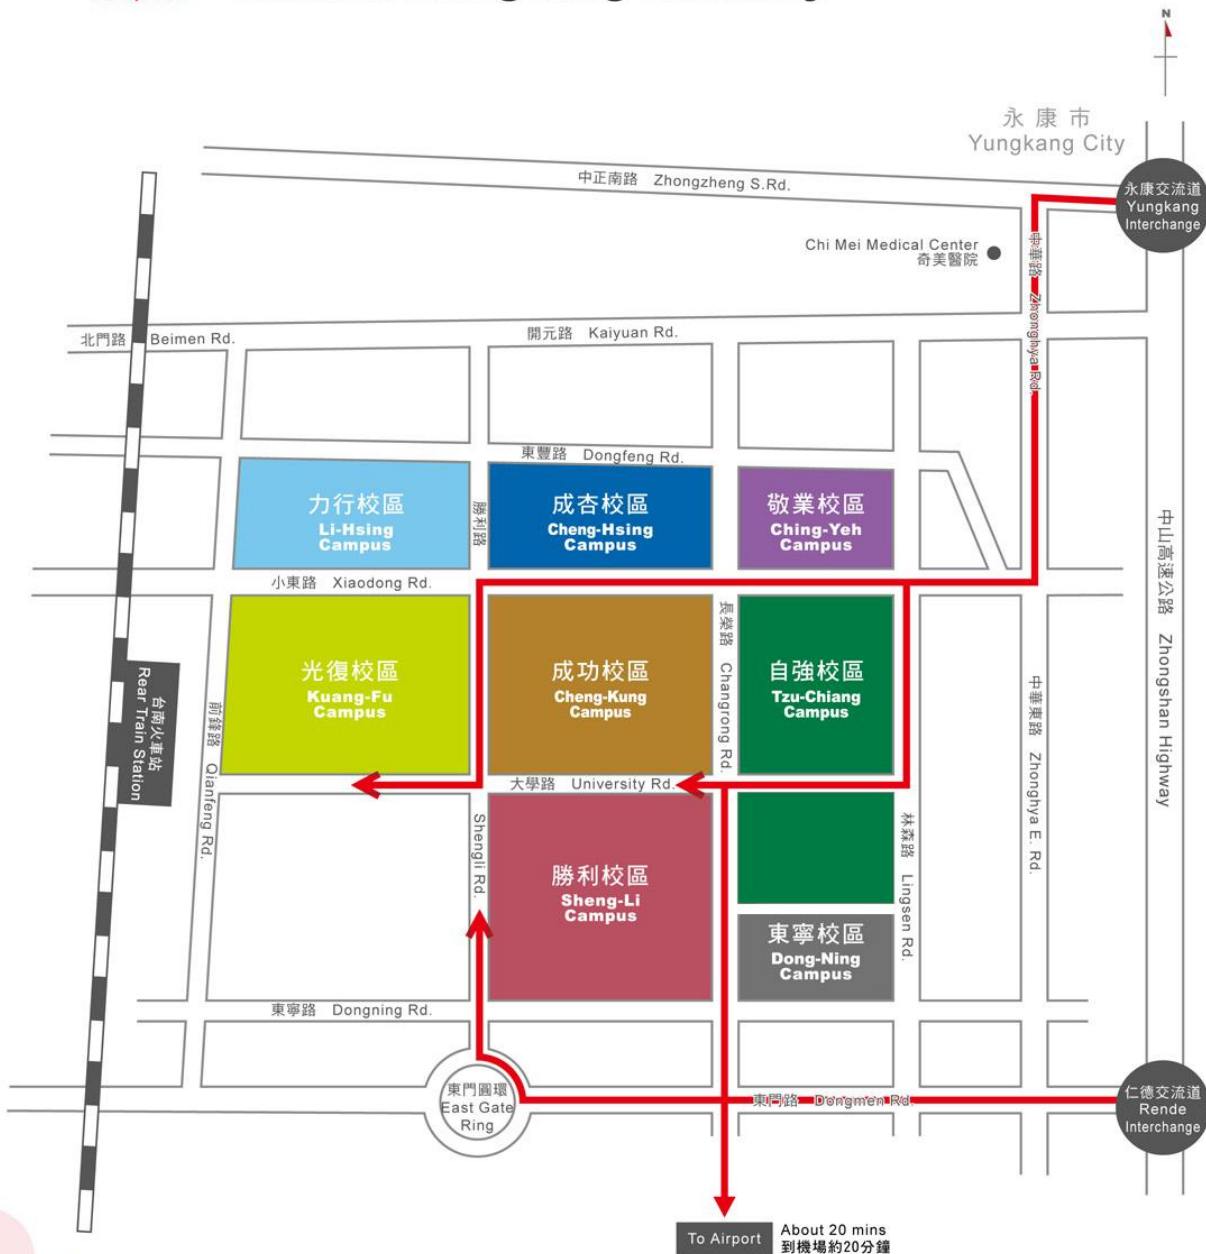 N
永康市
Yungkang City
永康交流道
Yungkang
Interchange
中正南路 Zhongzheng S.Rd.
Chi Mei Medical Center
奇美醫院
中華路 Zhonghya Rd.
北門路 Beimen Rd.
開元路 Kaiyuan Rd.
東豐路 Dongfeng Rd.
力行校區
Li-Hsing
Campus
勝利路
成杏校區
Cheng-Hsing
Campus
敬業校區
Ching-Yeh
Campus
中山高速公路 Zhongshan Highway
小東路 Xiaodong Rd.
台南火車站
Rear Train Station
前鋒路 Qianfeng Rd.
光復校區
Kuang-Fu
Campus
成功校區
Cheng-Kung
Campus
長榮路 Changrong Rd.
自強校區
Tzu-Chiang
Campus
中華東路 Zhonghya E. Rd.
大學路 University Rd.
Shengli Rd.
勝利校區
Sheng-Li
Campus
林森路 Lingsen Rd.
東寧校區
Dong-Ning
Campus
東寧路 Dongning Rd.
東門圓環
East Gate
Ring
東門路 Dongmen Rd.
仁德交流道
Rende
Interchange
To Airport
About 20 mins
到機場約20分鐘